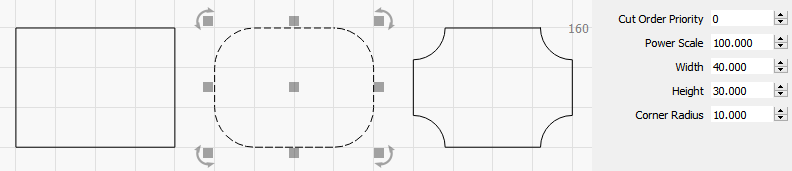 160
Cut Order Priority 0
Power Scale 100.000
Width 40.000
Height 30.000
Corner Radius 10.000